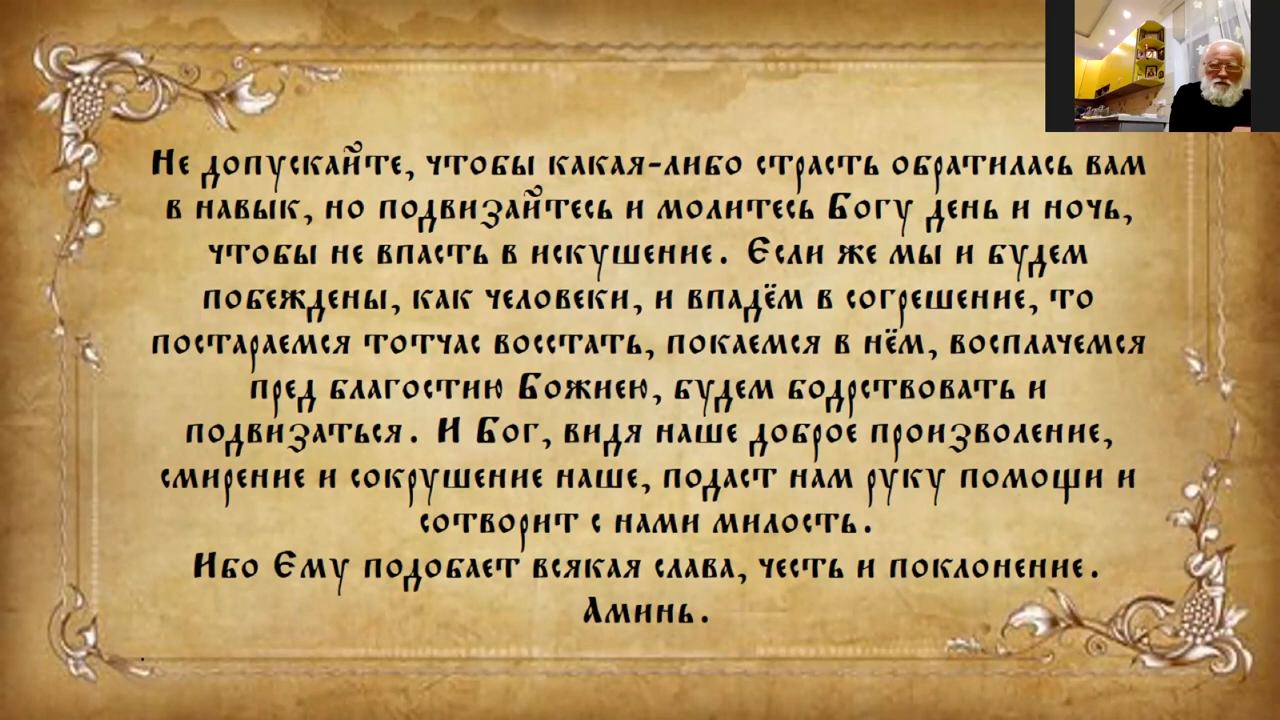 Не допускайте, чтобы какая-либо страсть обратилась вам
в навык, но подвизайтесь и молитесь Богу день и ночь,
чтобы не впасть в искушение. Если же мы и будем
побеждены, как человеки, и впадём в согрешение, то
постараемся тотчас восстать, покаемся в нём, восплачемся
пред благостию Божиею, будем бодрствовать и
подвизаться. И Бог, видя наше доброе произволение,
смирение и сокрушение наше, подаст нам руку помощи и
сотворит с нами милость.
Ибо Ему подобает всякая слава, честь и поклонение.
Аминь.
.